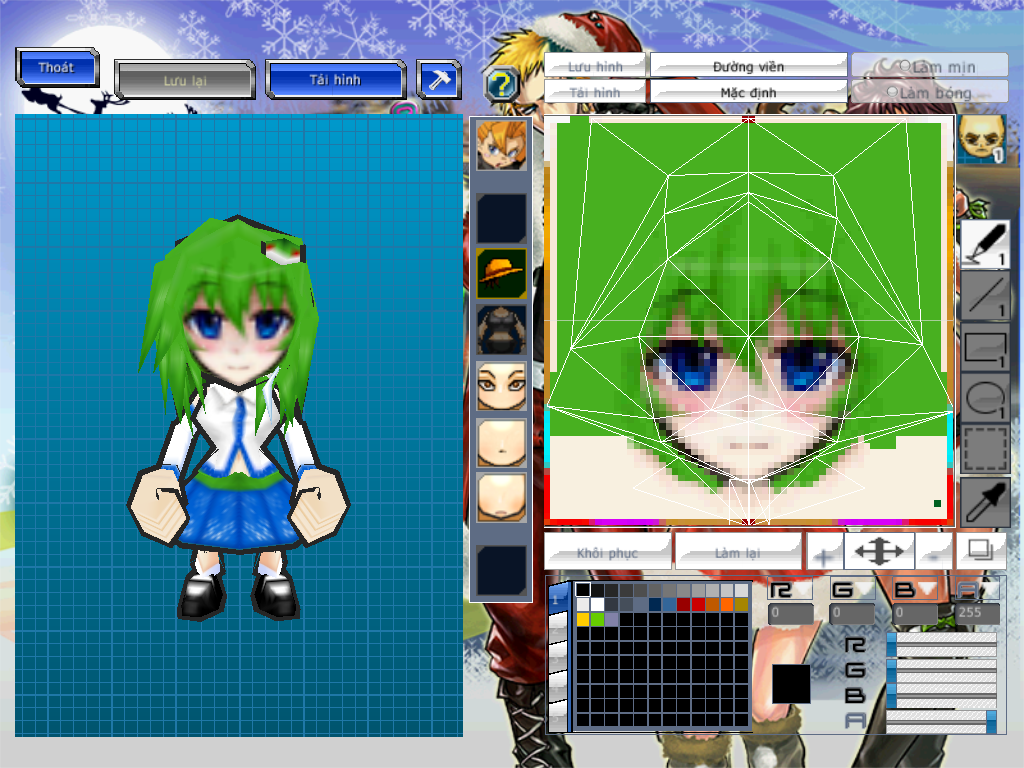 Thoát
Lưu lại
Tải hình
?
Lưu hình
Đường viền
Làm mịn
Tải hình
Mặc định
Làm bóng
1
1
1
1
1
Khôi phục
Làm lại
+
-
1
R
G
B
A
0
0
0
255
R
G
B
A